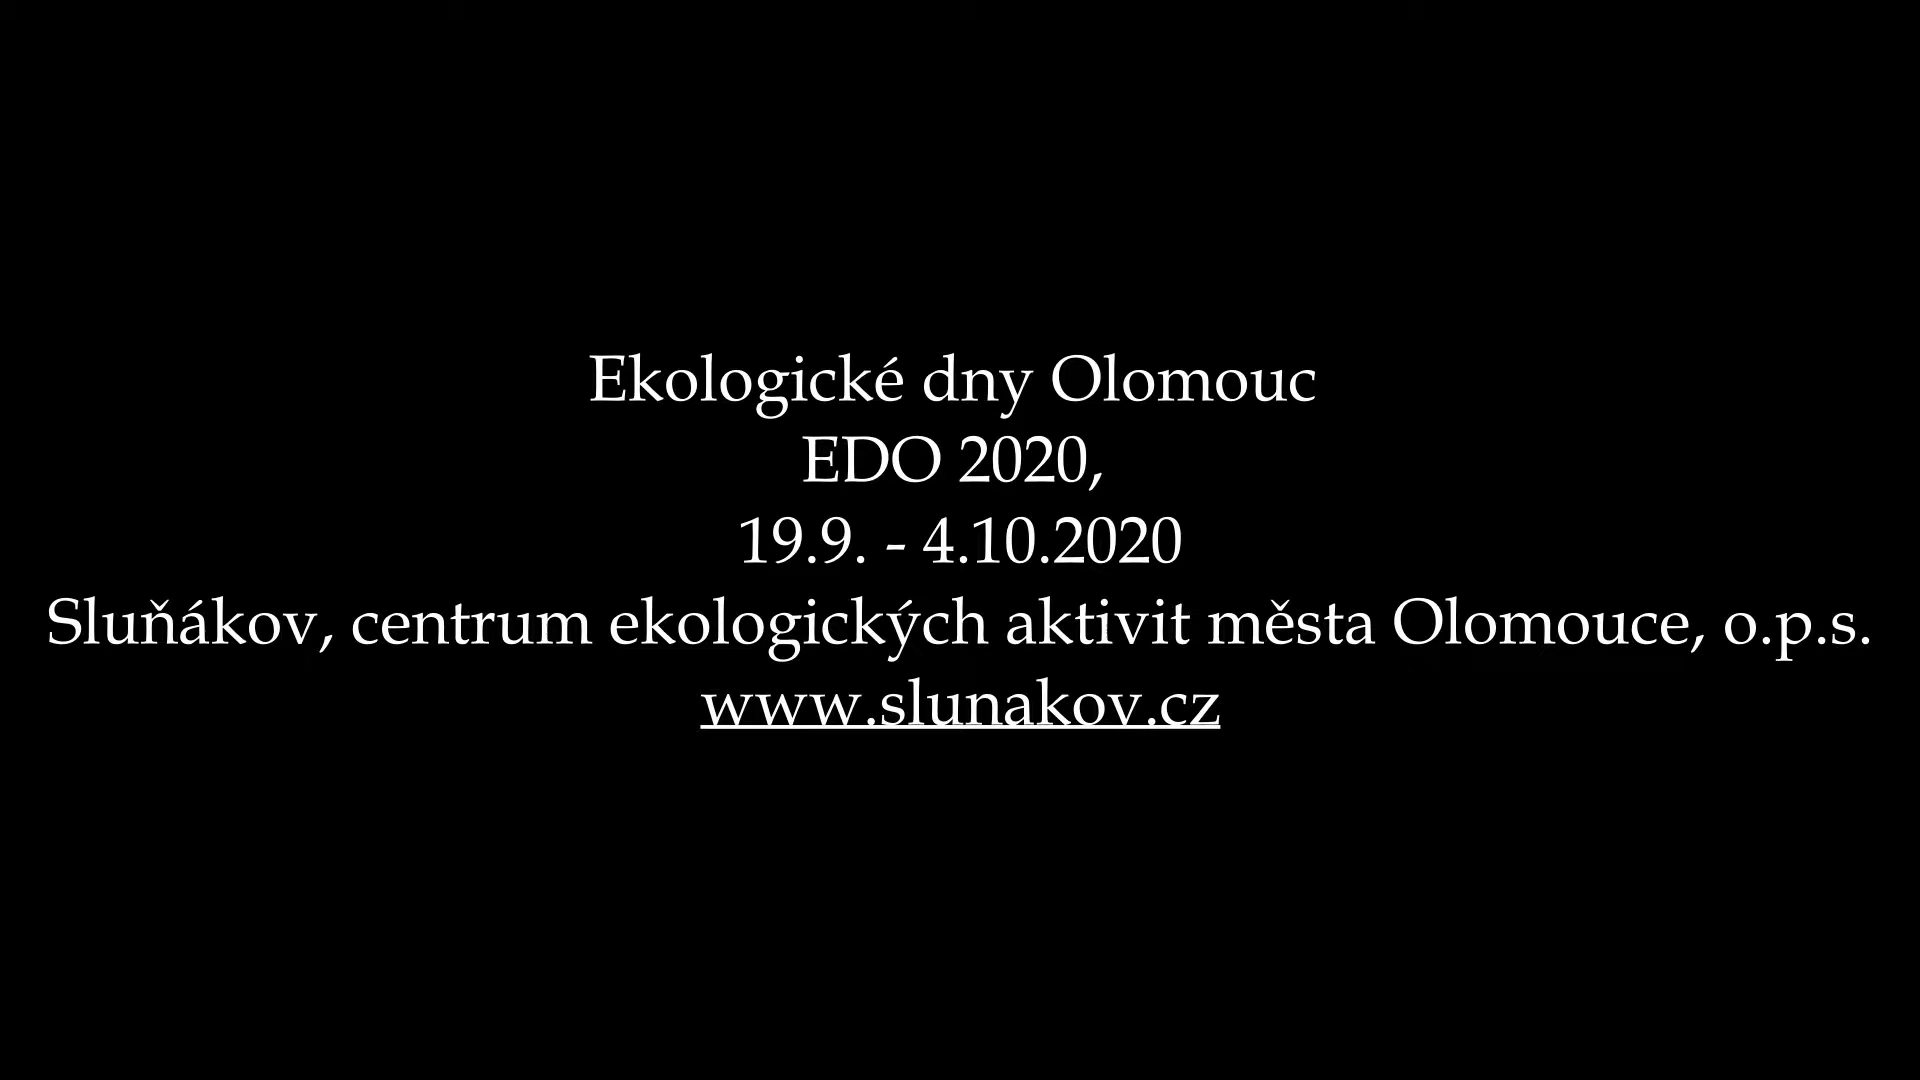 Ekologické dny Olomouc
EDO 2020,
19.9. - 4.10.2020
Sluňákov, centrum ekologických aktivit města Olomouce, o.p.s.
www.slunakov.cz